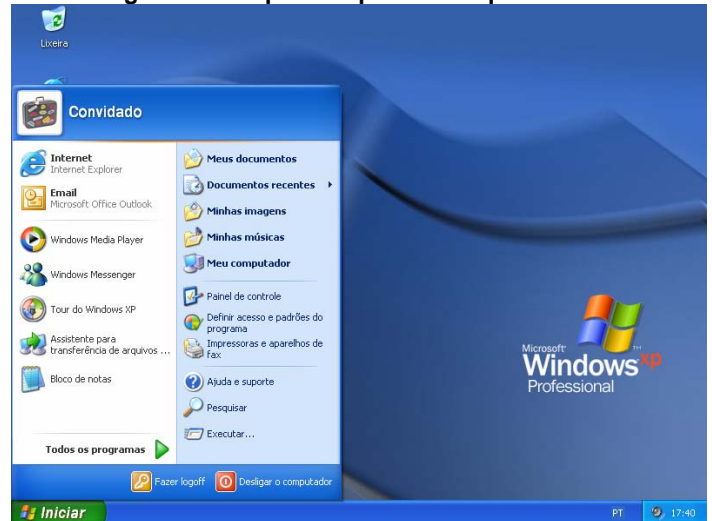 Lixeira
Convidado
Internet
Internet Explorer
Email
Microsoft Office Outlook
Windows Media Player
Windows Messenger
Tour do Windows XP
Assistente para
transferência de arquivos ...
Bloco de notas
Todos os programas
Meus documentos
Documentos recentes
Minhas imagens
Minhas músicas
Meu computador
Painel de controle
Definir acesso e padrões do
programa
Impressoras e aparelhos de
fax
Ajuda e suporte
Pesquisar
Executar...
Fazer logoff
Desligar o computador
Microsoft
Windows xp
Professional
Iniciar
PT
17:40